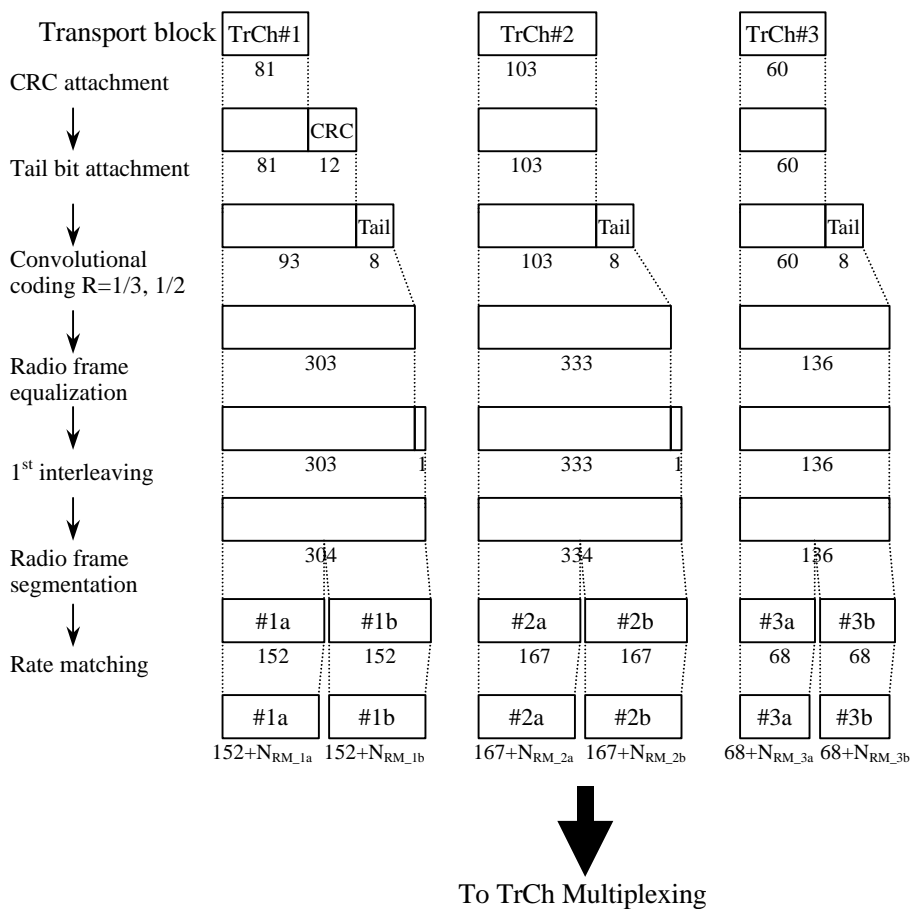 Transport block TrCh#1 TrCh#2 TrCh#3
81 103 60
CRC attachment
CRC
81 12 103 60
Tail bit attachment
Tail Tail Tail
93 8 103 8 60 8
Convolutional
coding R=1/3, 1/2
303 333 136
Radio frame
equalization
303 1 333 1 136
1st interleaving
304 334 136
Radio frame
segmentation
#1a #1b #2a #2b #3a #3b
152 152 167 167 68 68
Rate matching
#1a #1b #2a #2b #3a #3b
152+NRM_1a 152+NRM_1b 167+NRM_2a 167+NRM_2b 68+NRM_3a 68+NRM_3b
To TrCh Multiplexing